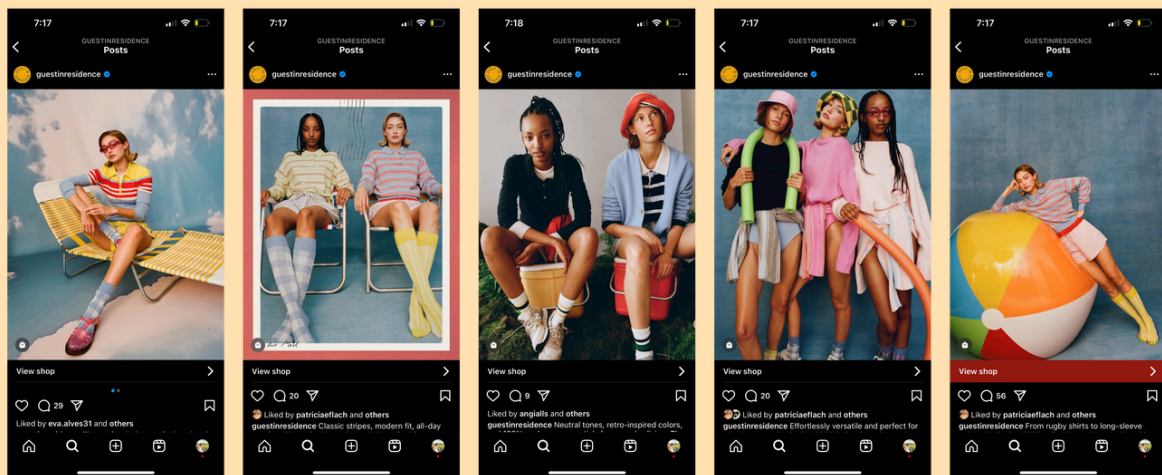 7:17
GUESTINRESIDENCE
Posts
guestinresidence
View shop
29
Liked by eva.alves31 and others
7:17
GUESTINRESIDENCE
Posts
guestinresidence
Air Mail
View shop
20
Liked by patriciaeflach and others
guestinresidence Classic stripes, modern fit, all-day
7:18
GUESTINRESIDENCE
Posts
guestinresidence
View shop
9
Liked by angialls and others
guestinresidence Neutral tones, retro-inspired colors,
7:17
GUESTINRESIDENCE
Posts
guestinresidence
View shop
20
Liked by patriciaeflach and others
guestinresidence Effortlessly versatile and perfect for
7:17
GUESTINRESIDENCE
Posts
guestinresidence
View shop
56
Liked by patriciaeflach and others
guestinresidence From rugby shirts to long-sleeve